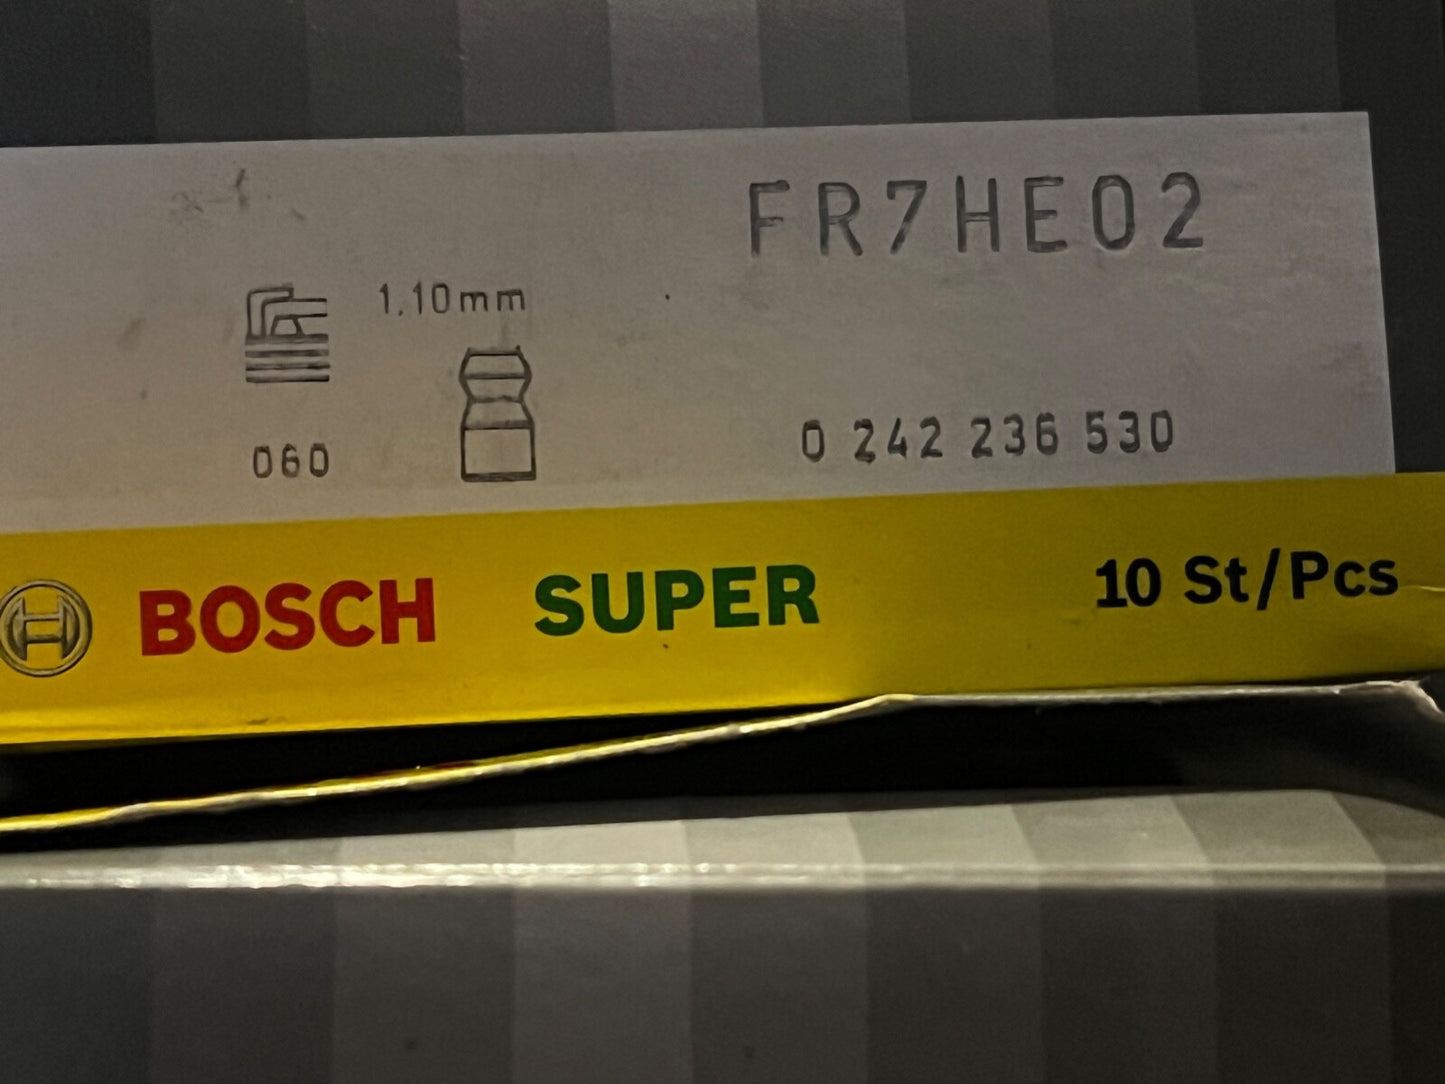 FR7HE02
1,10mm
060
0 242 236 530
BOSCH SUPER 10 St/Pcs